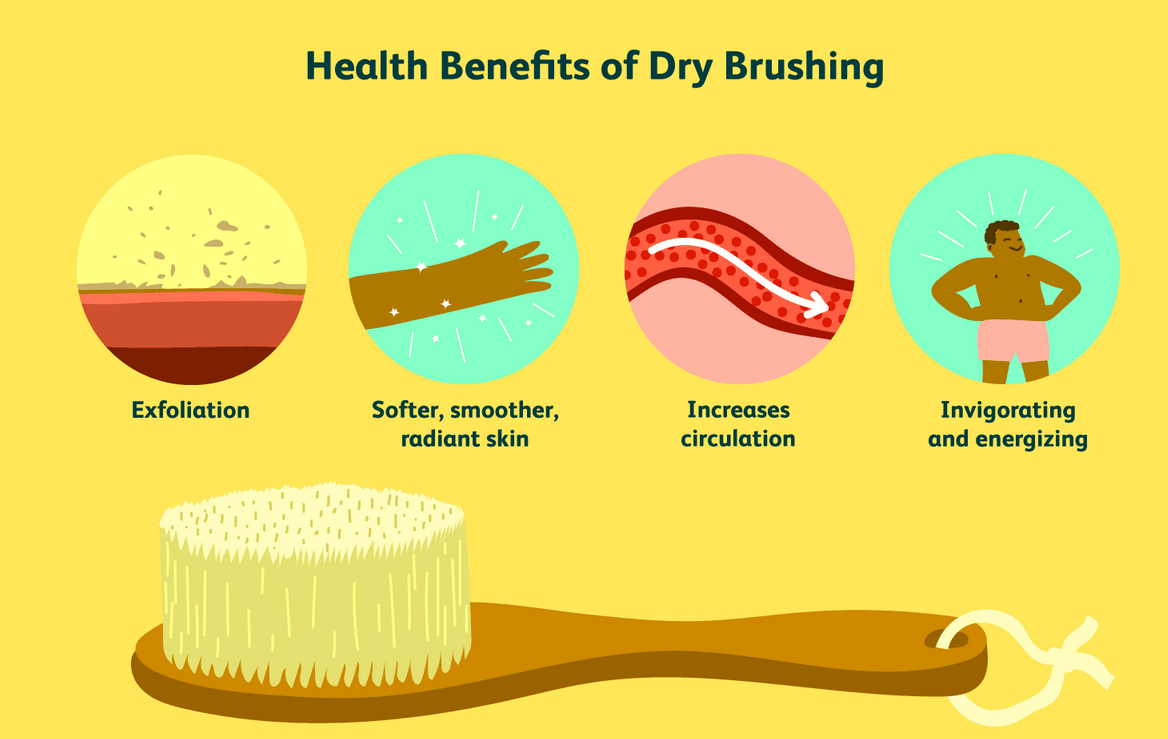 Health Benefits of Dry Brushing
Exfoliation
Softer, smoother,
radiant skin
Increases
circulation
Invigorating
and energizing